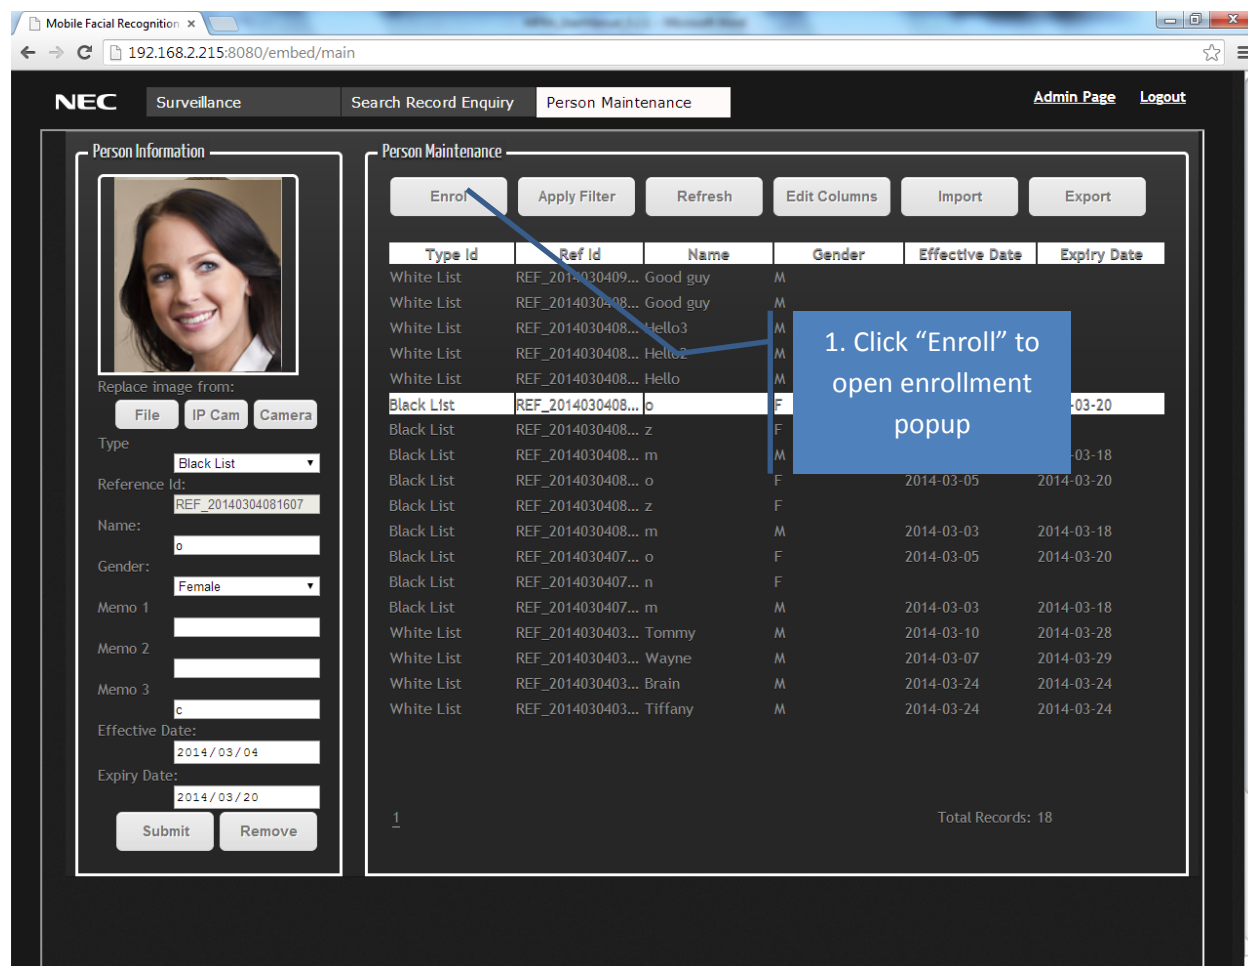 Mobile Facial Recognition ×
192.168.2.215:8080/embed/main
NEC Surveillance Search Record Enquiry Person Maintenance Admin Page Logout
Person Information
Replace image from:
File IP Cam Camera
Type
Black List
Reference Id:
REF_20140304081607
Name:
o
Gender:
Female
Memo 1
Memo 2
Memo 3
c
Effective Date:
2014/03/04
Expiry Date:
2014/03/20
Submit Remove
Person Maintenance
Enrol Apply Filter Refresh Edit Columns Import Export
Type Id Ref Id Name Gender Effective Date Expiry Date
White List REF_2014030409... Good guy M
White List REF_2014030408... Good guy M
White List REF_2014030408... Hello3 M
White List REF_2014030408... Hello2 M
White List REF_2014030408... Hello M
Black List REF_2014030408... o F -03-20
Black List REF_2014030408... z F
Black List REF_2014030408... m M -03-18
Black List REF_2014030408... o F 2014-03-05 2014-03-20
Black List REF_2014030408... z F
Black List REF_2014030408... m M 2014-03-03 2014-03-18
Black List REF_2014030407... o F 2014-03-05 2014-03-20
Black List REF_2014030407... n F
Black List REF_2014030407... m M 2014-03-03 2014-03-18
White List REF_2014030403... Tommy M 2014-03-10 2014-03-28
White List REF_2014030403... Wayne M 2014-03-07 2014-03-29
White List REF_2014030403... Brain M 2014-03-24 2014-03-24
White List REF_2014030403... Tiffany M 2014-03-24 2014-03-24
1 Total Records: 18
1. Click “Enroll” to
open enrollment
popup